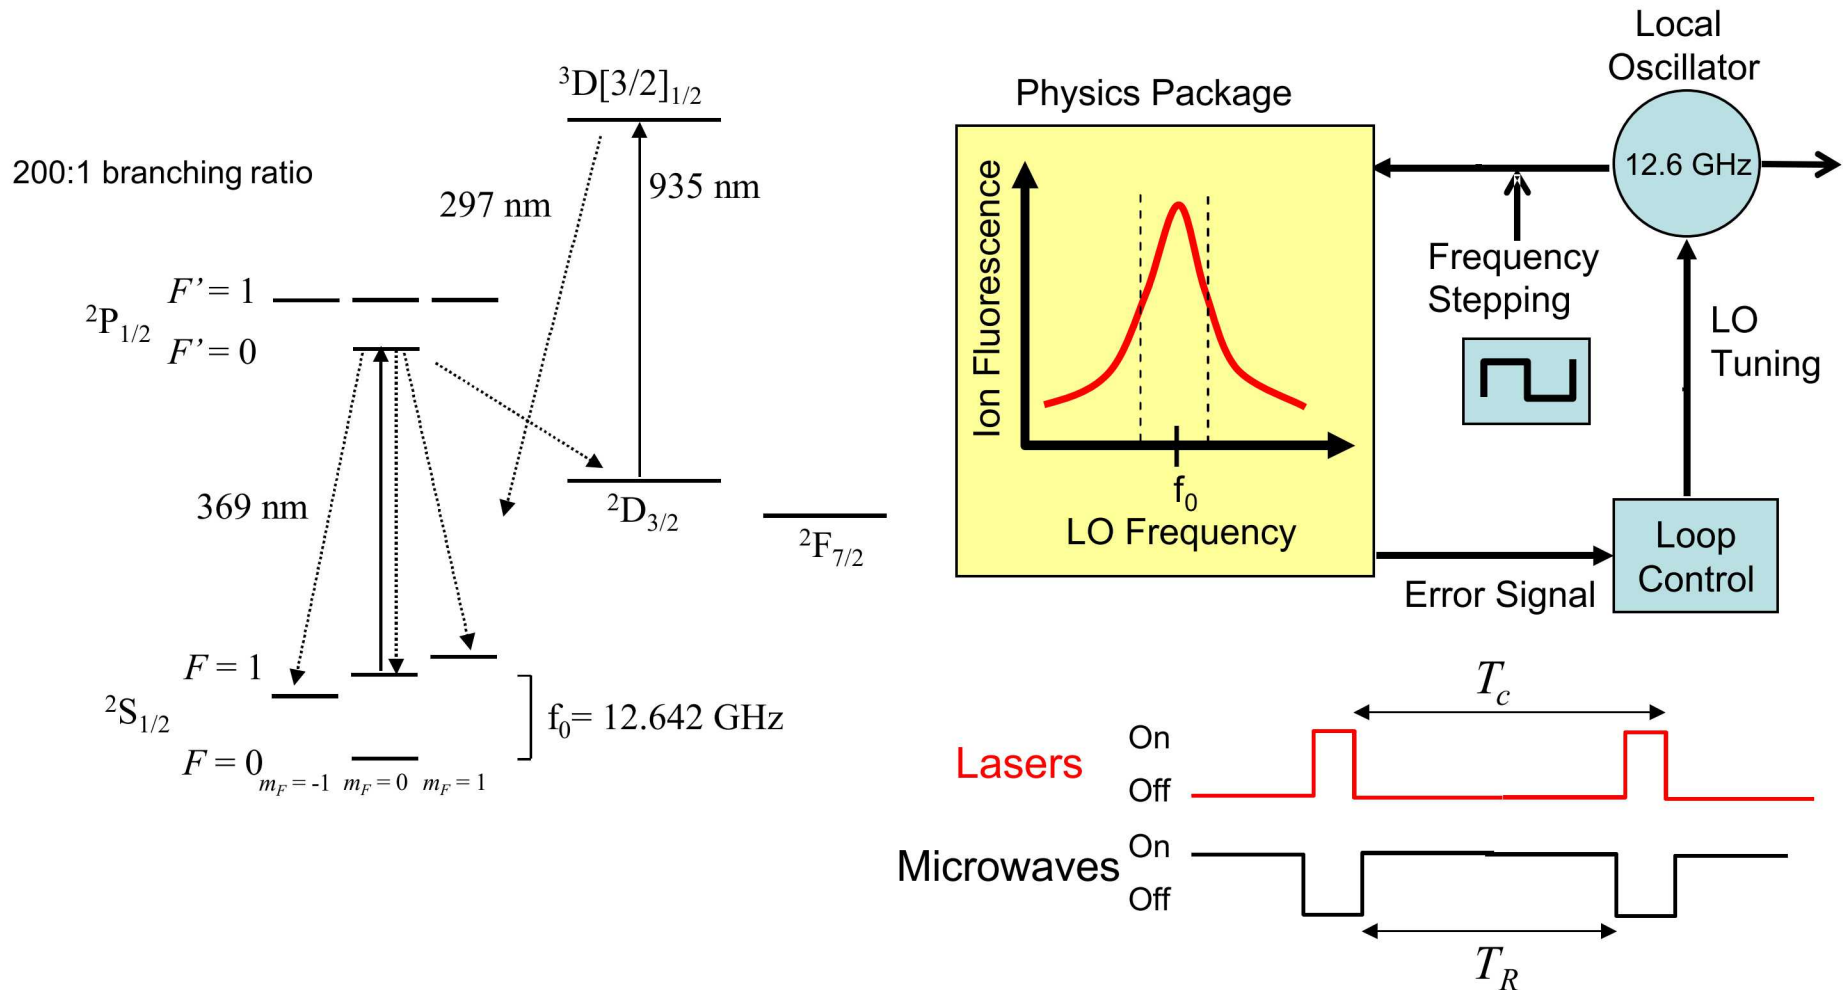 ³D[3/2]₁/₂
200:1 branching ratio
297 nm
935 nm
F' = 1
²P₁/₂
F' = 0
369 nm
²D₃/₂
²F₇/₂
F = 1
²S₁/₂
f₀= 12.642 GHz
F = 0
m_F = -1 m_F = 0 m_F = 1
Physics Package
Ion Fluorescence
f₀
LO Frequency
Local
Oscillator
12.6 GHz
Frequency
Stepping
LO
Tuning
Loop
Control
Error Signal
T_c
Lasers
On
Off
Microwaves
On
Off
T_R